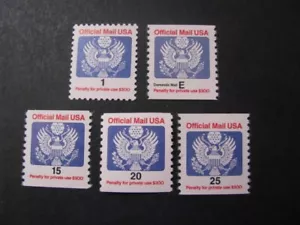 Official Mail USA
1
Penalty for private use $300
Official Mail USA
Domestic Mail E
Penalty for private use $300
Official Mail USA
15
Penalty for private use $300
Official Mail USA
20
Penalty for private use $300
Official Mail USA
25
Penalty for private use $300